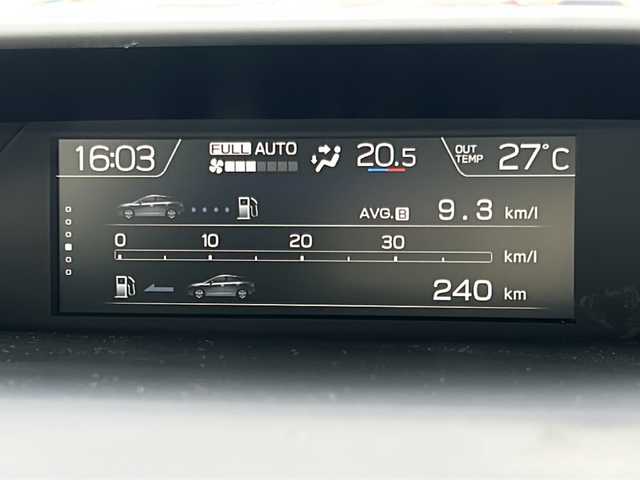 16:03 FULL AUTO 20.5 OUT TEMP 27°C
AVG. B 9.3 km/l
0 10 20 30 km/l
240 km